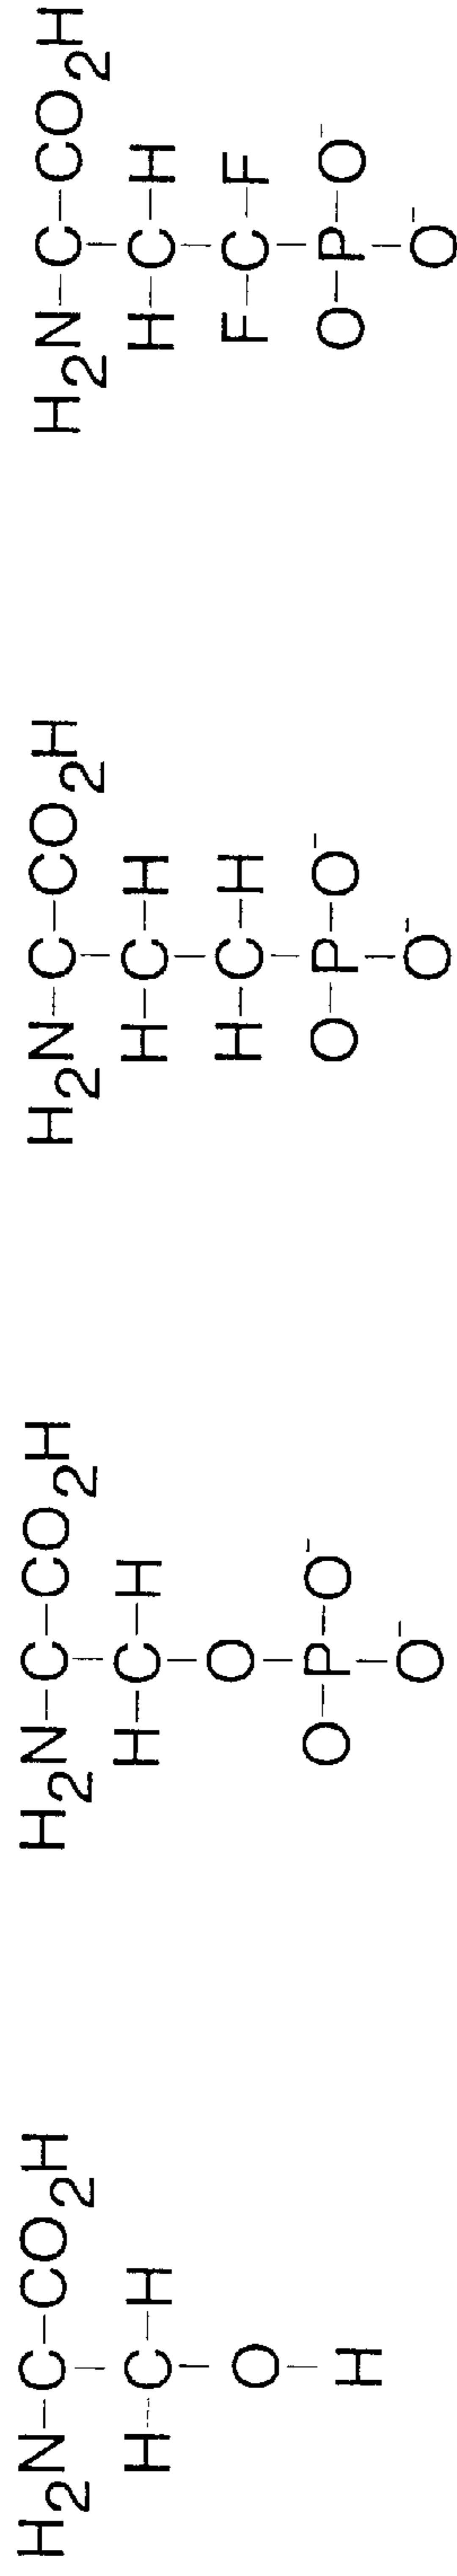 H2N-C-CO2H
H-C-H
O
H
H2N-C-CO2H
H-C-H
O
O-P-O-
O-
H2N-C-CO2H
H-C-H
H-C-H
O-P-O-
O-
H2N-C-CO2H
H-C-H
F-C-F
O-P-O-
O-